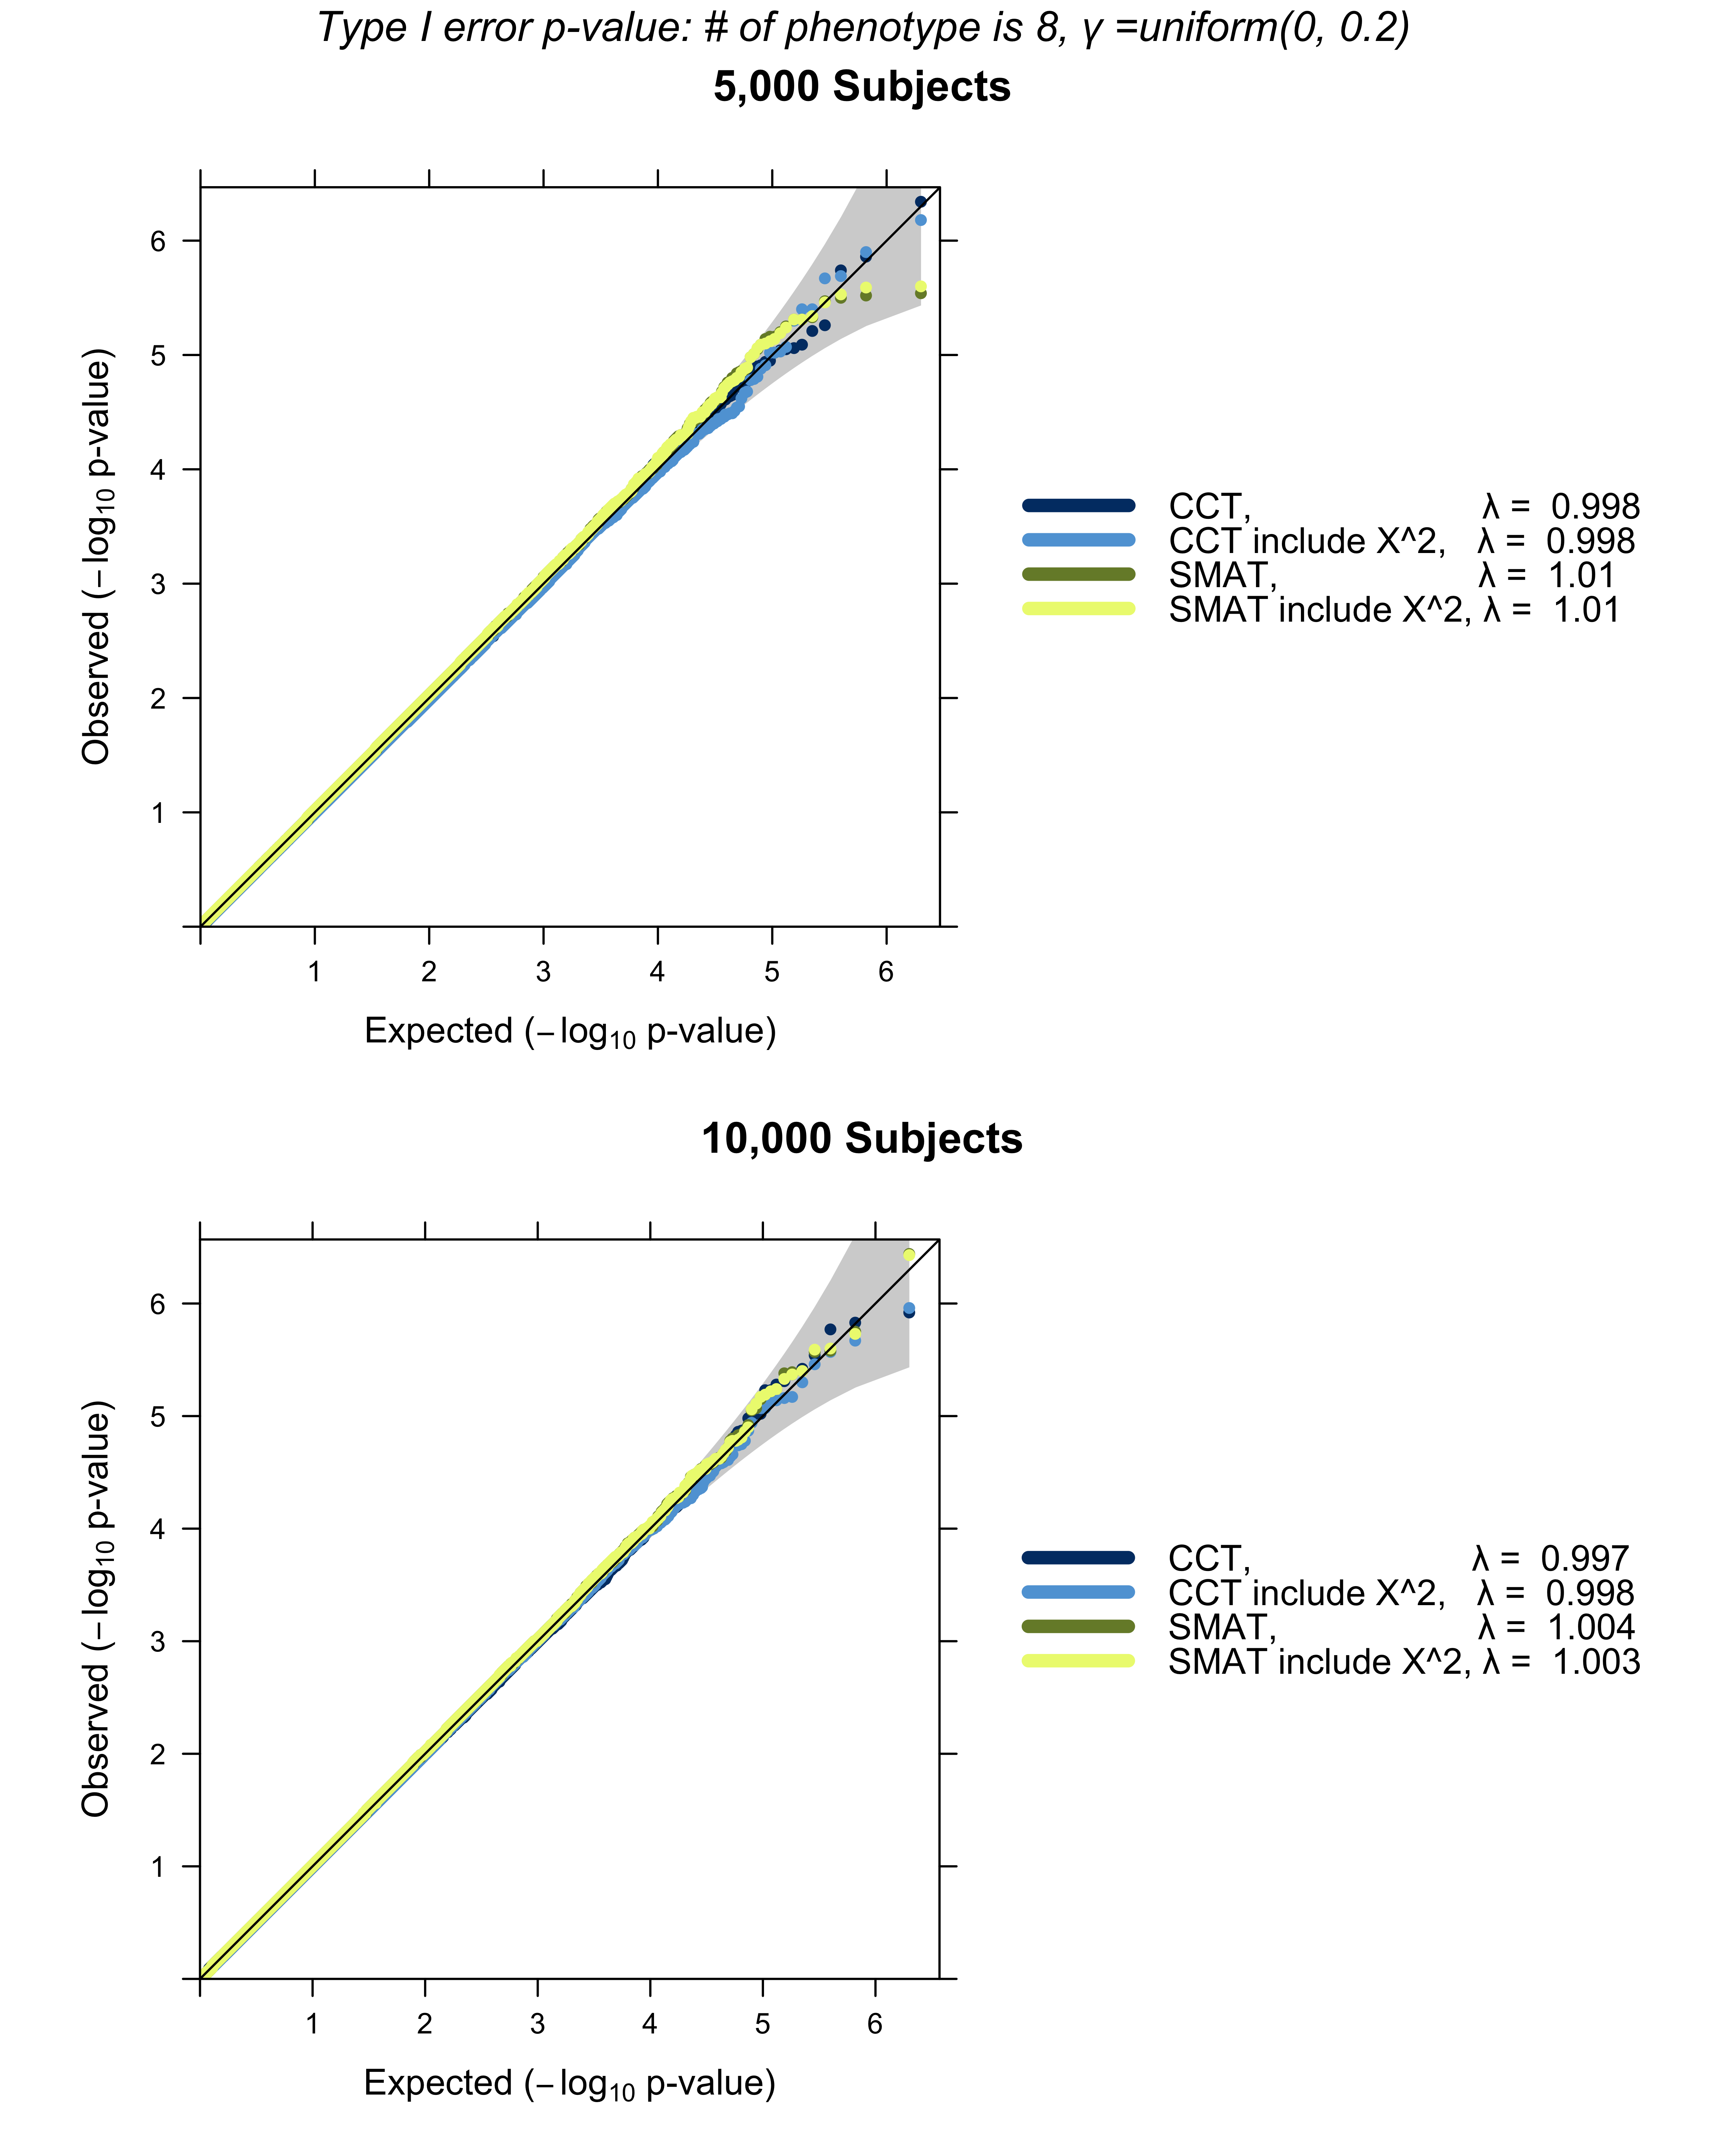 Type I error p-value: # of phenotype is 8, γ =uniform(0, 0.2)
5,000 Subjects
6
5
4
3
2
1
Observed (−log10 p-value)
1 2 3 4 5 6
Expected (−log10 p-value)
CCT, λ = 0.998
CCT include X^2, λ = 0.998
SMAT, λ = 1.01
SMAT include X^2, λ = 1.01
10,000 Subjects
6
5
4
3
2
1
Observed (−log10 p-value)
1 2 3 4 5 6
Expected (−log10 p-value)
CCT, λ = 0.997
CCT include X^2, λ = 0.998
SMAT, λ = 1.004
SMAT include X^2, λ = 1.003